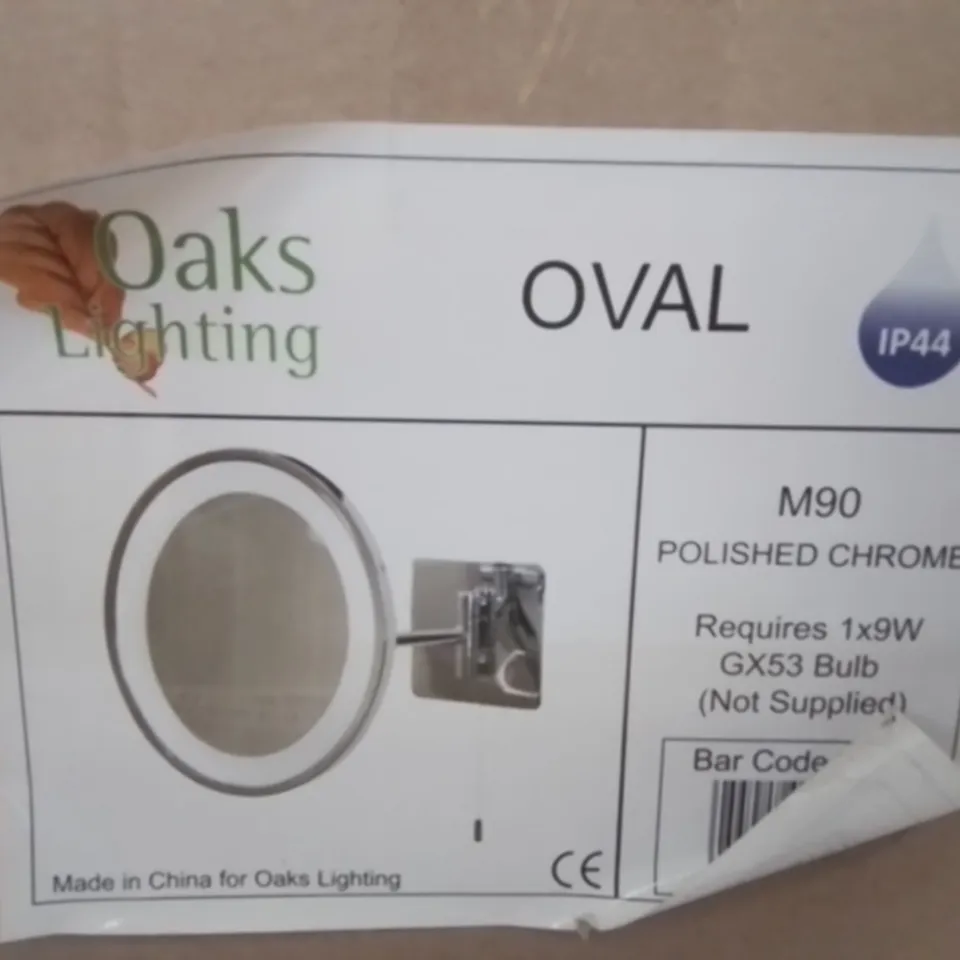 Oaks
Lighting
OVAL
IP44
M90
POLISHED CHROME
Requires 1x9W
GX53 Bulb
(Not Supplied)
Bar Code
Made in China for Oaks Lighting
CE